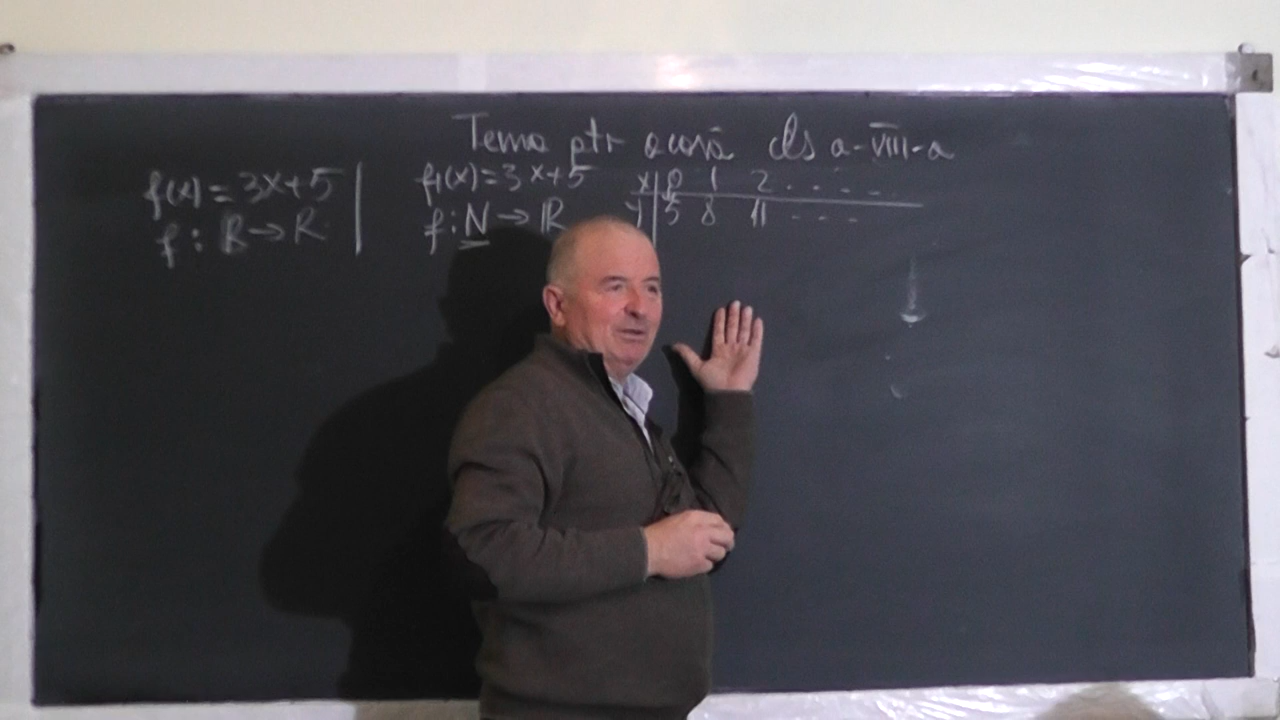 Tema ptr acasă cls a-VIII-a
f(x)=3x+5
f: R→R
f1(x)=3x+5
f: N→R
x | 0 1 2 . . . .
y | 5 8 11 - - -